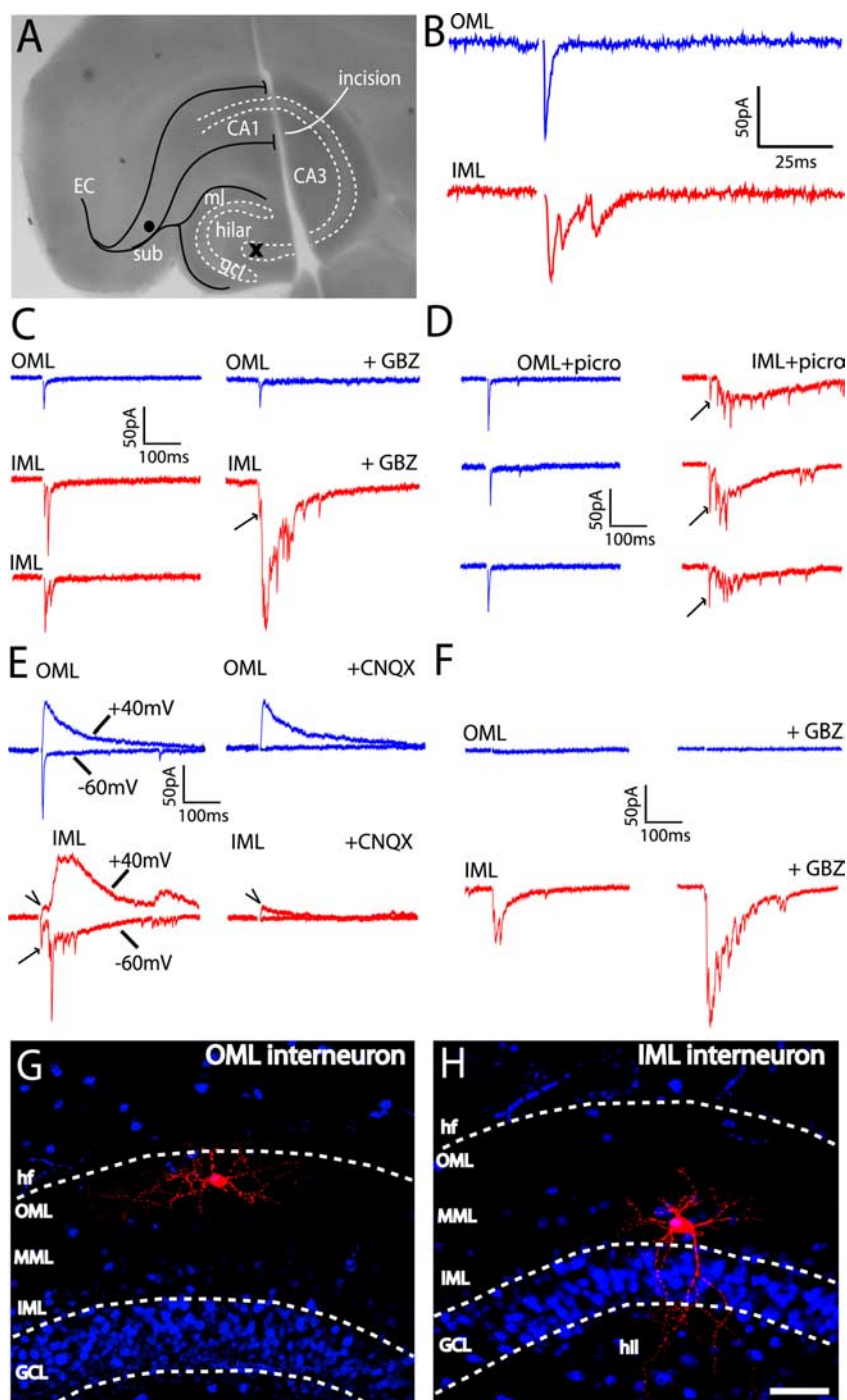 A
incision
CA1
EC
CA3
ml
hilar
sub
gcl
x
B
OML
50pA
25ms
IML
C
OML
OML + GBZ
50pA
100ms
IML
IML + GBZ
IML
D
OML+picro
IML+picro
50pA
100ms
E
OML
OML +CNQX
+40mV
-60mV
50pA
100ms
IML
IML +CNQX
+40mV
-60mV
F
OML
+ GBZ
50pA
100ms
IML
+ GBZ
G
OML interneuron
hf
OML
MML
IML
GCL
H
IML interneuron
hf
OML
MML
IML
GCL
hil